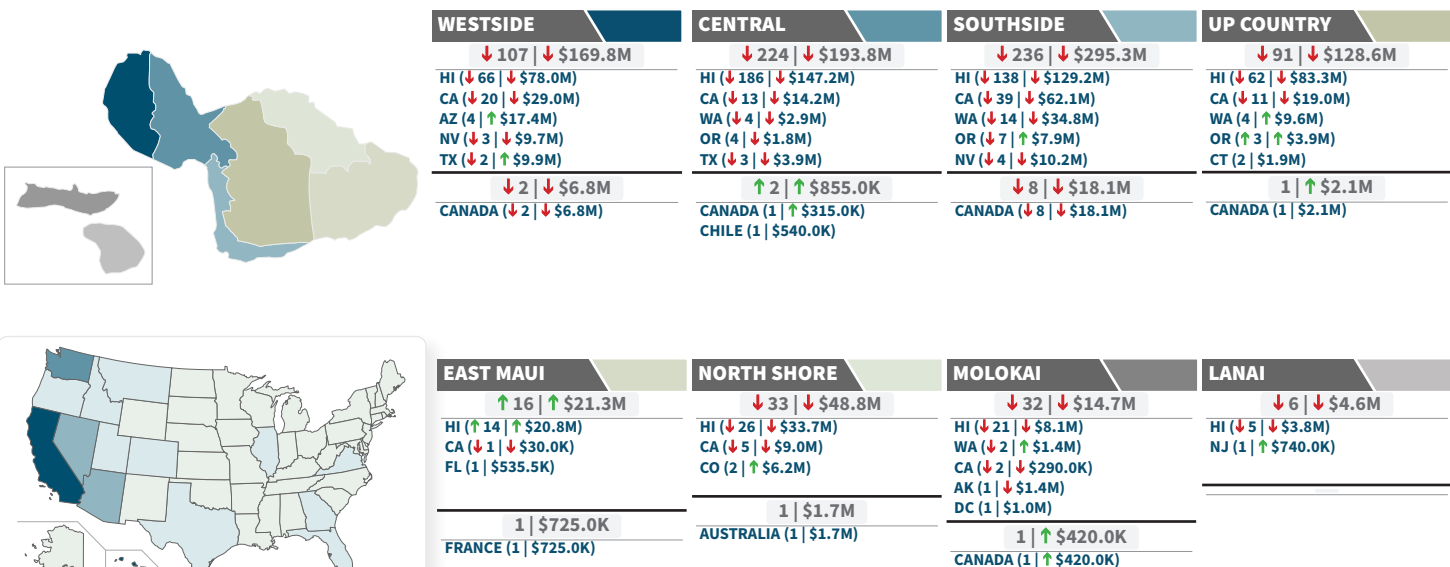 WESTSIDE
↓ 107 | ↓ $169.8M
HI (↓ 66 | ↓ $78.0M)
CA (↓ 20 | ↓ $29.0M)
AZ (4 | ↑ $17.4M)
NV (↓ 3 | ↓ $9.7M)
TX (↓ 2 | ↑ $9.9M)
↓ 2 | ↓ $6.8M
CANADA (↓ 2 | ↓ $6.8M)
CENTRAL
↓ 224 | ↓ $193.8M
HI (↓ 186 | ↓ $147.2M)
CA (↓ 13 | ↓ $14.2M)
WA (↓ 4 | ↓ $2.9M)
OR (4 | ↓ $1.8M)
TX (↓ 3 | ↓ $3.9M)
↑ 2 | ↑ $855.0K
CANADA (1 | ↑ $315.0K)
CHILE (1 | $540.0K)
SOUTHSIDE
↓ 236 | ↓ $295.3M
HI (↓ 138 | ↓ $129.2M)
CA (↓ 39 | ↓ $62.1M)
WA (↓ 14 | ↓ $34.8M)
OR (↓ 7 | ↑ $7.9M)
NV (↓ 4 | ↓ $10.2M)
↓ 8 | ↓ $18.1M
CANADA (↓ 8 | ↓ $18.1M)
UP COUNTRY
↓ 91 | ↓ $128.6M
HI (↓ 62 | ↓ $83.3M)
CA (↓ 11 | ↓ $19.0M)
WA (4 | ↑ $9.6M)
OR (↑ 3 | ↑ $3.9M)
CT (2 | $1.9M)
1 | ↑ $2.1M
CANADA (1 | $2.1M)
EAST MAUI
↑ 16 | ↑ $21.3M
HI (↑ 14 | ↑ $20.8M)
CA (↓ 1 | ↓ $30.0K)
FL (1 | $535.5K)
1 | $725.0K
FRANCE (1 | $725.0K)
NORTH SHORE
↓ 33 | ↓ $48.8M
HI (↓ 26 | ↓ $33.7M)
CA (↓ 5 | ↓ $9.0M)
CO (2 | ↑ $6.2M)
1 | $1.7M
AUSTRALIA (1 | $1.7M)
MOLOKAI
↓ 32 | ↓ $14.7M
HI (↓ 21 | ↓ $8.1M)
WA (↓ 2 | ↑ $1.4M)
CA (↓ 2 | ↓ $290.0K)
AK (1 | ↓ $1.4M)
DC (1 | $1.0M)
1 | ↑ $420.0K
CANADA (1 | ↑ $420.0K)
LANAI
↓ 6 | ↓ $4.6M
HI (↓ 5 | ↓ $3.8M)
NJ (1 | ↑ $740.0K)